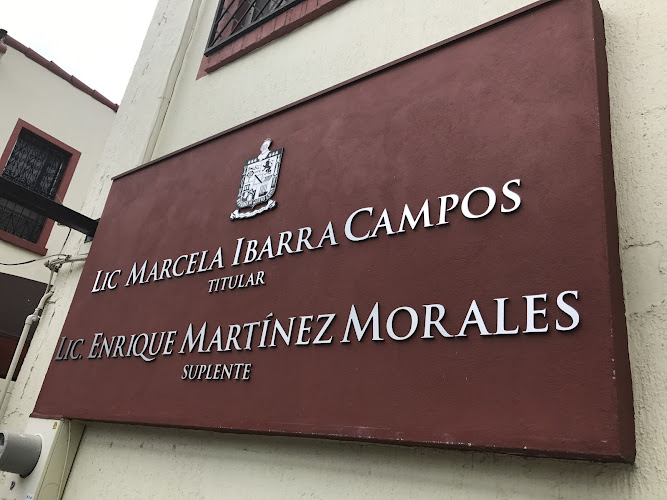 LIC MARCELA IBARRA CAMPOS
TITULAR
LIC. ENRIQUE MARTÍNEZ MORALES
SUPLENTE